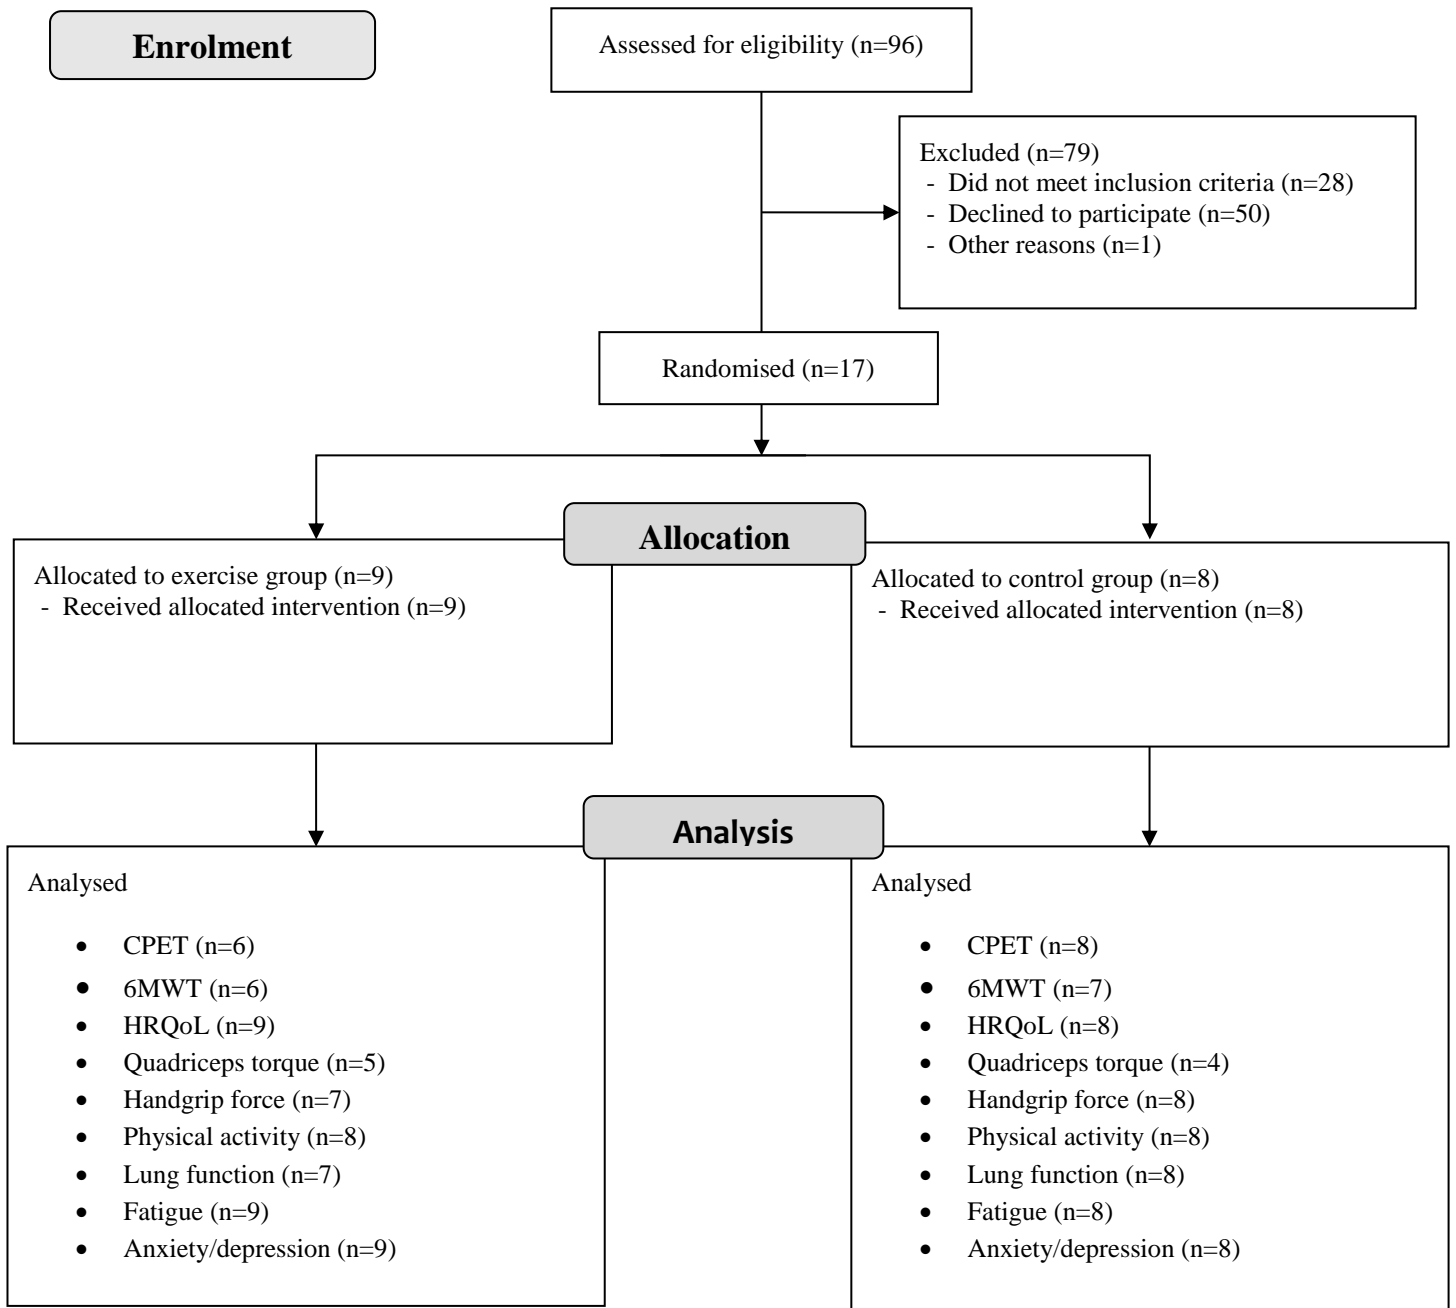 Enrolment
Assessed for eligibility (n=96)
Excluded (n=79)
- Did not meet inclusion criteria (n=28)
- Declined to participate (n=50)
- Other reasons (n=1)
Randomised (n=17)
Allocation
Allocated to exercise group (n=9)
- Received allocated intervention (n=9)
Allocated to control group (n=8)
- Received allocated intervention (n=8)
Analysis
Analysed
• CPET (n=6)
• 6MWT (n=6)
• HRQoL (n=9)
• Quadriceps torque (n=5)
• Handgrip force (n=7)
• Physical activity (n=8)
• Lung function (n=7)
• Fatigue (n=9)
• Anxiety/depression (n=9)
Analysed
• CPET (n=8)
• 6MWT (n=7)
• HRQoL (n=8)
• Quadriceps torque (n=4)
• Handgrip force (n=8)
• Physical activity (n=8)
• Lung function (n=8)
• Fatigue (n=8)
• Anxiety/depression (n=8)